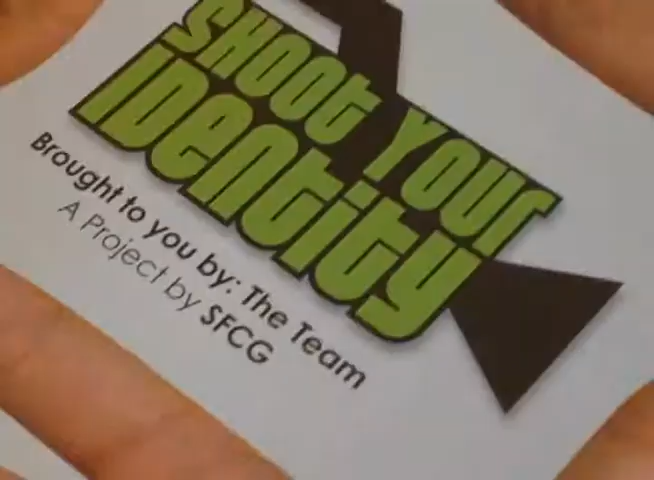 SHOOT YOUR
iDentity
Brought to you by: The Team
A Project by SFCG